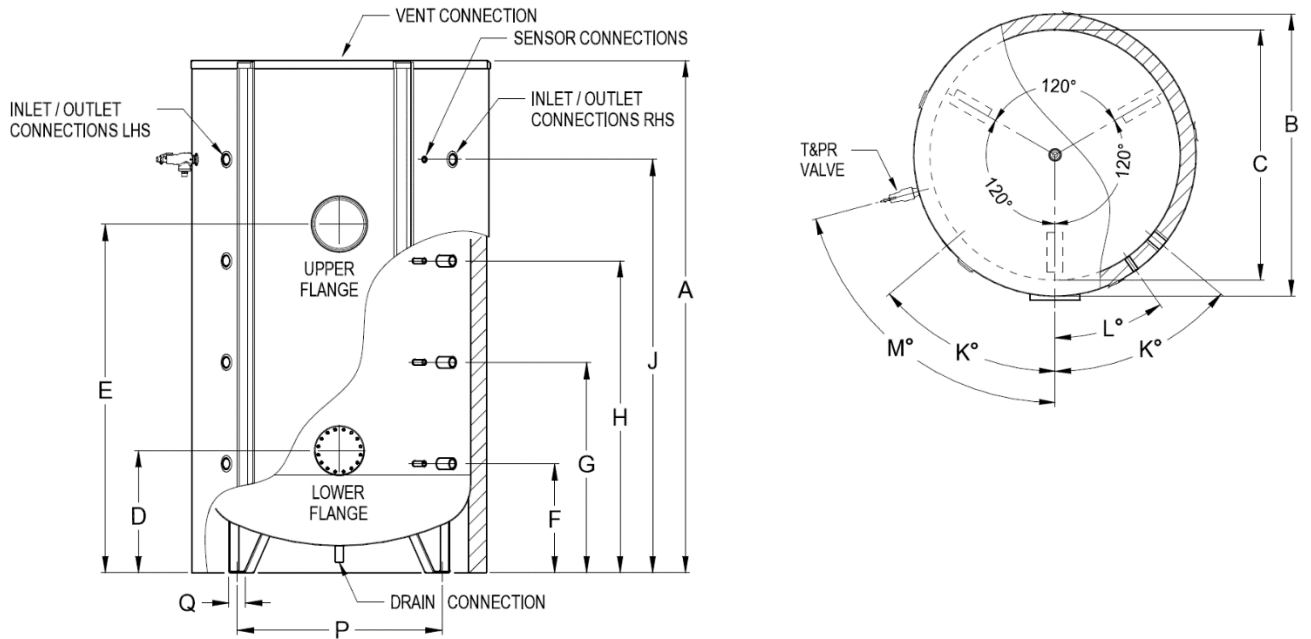 VENT CONNECTION
SENSOR CONNECTIONS
INLET / OUTLET
CONNECTIONS LHS
INLET / OUTLET
CONNECTIONS RHS
UPPER
FLANGE
LOWER
FLANGE
DRAIN CONNECTION
E
D
Q
P
F
G
H
J
A
T&PR
VALVE
120°
120°
120°
B
C
M°
K°
L°
K°